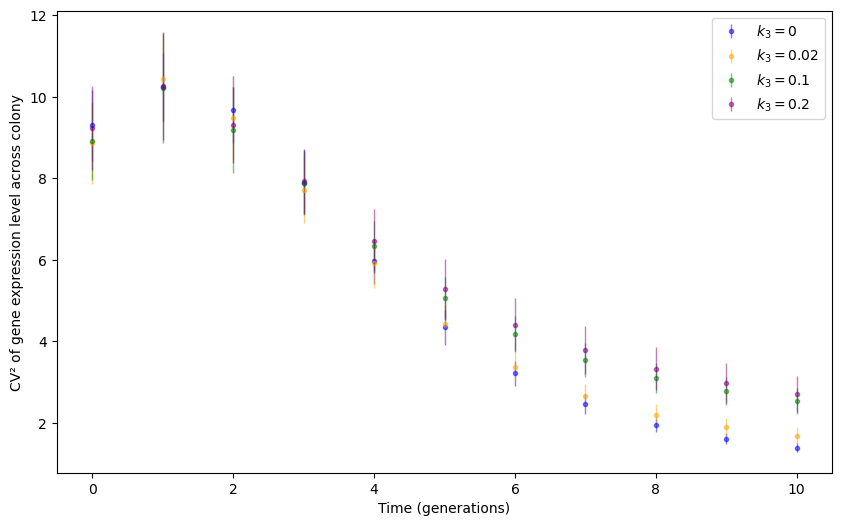 12
10
8
6
4
2
0
2
4
6
8
10
CV² of gene expression level across colony
Time (generations)
k₃ = 0
k₃ = 0.02
k₃ = 0.1
k₃ = 0.2